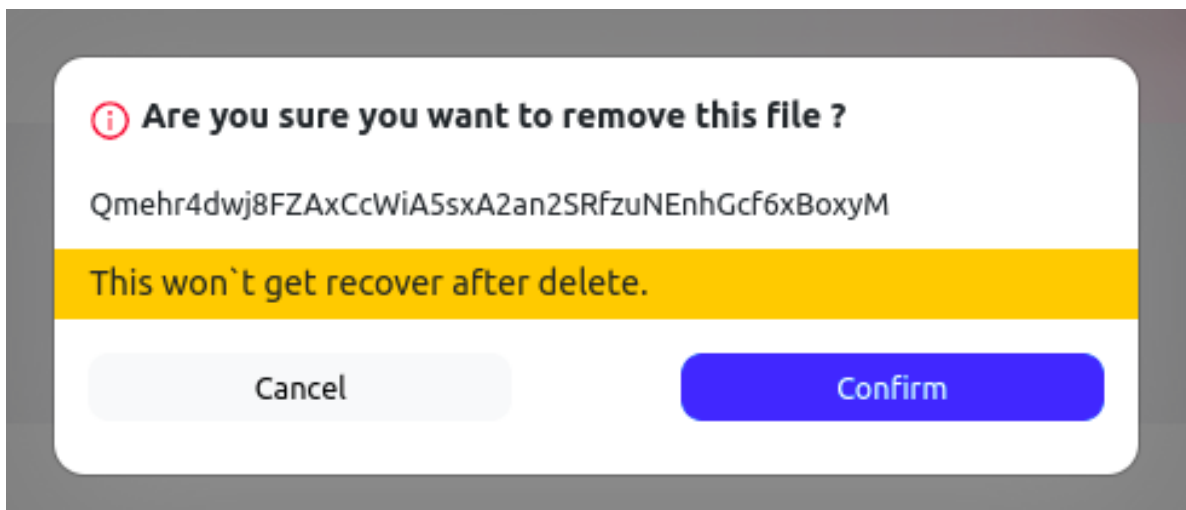 Are you sure you want to remove this file ?
Qmehr4dwj8FZAxCcWiA5sxA2an2SRfzuNEnhGcf6xBoxyM
This won`t get recover after delete.
Cancel
Confirm